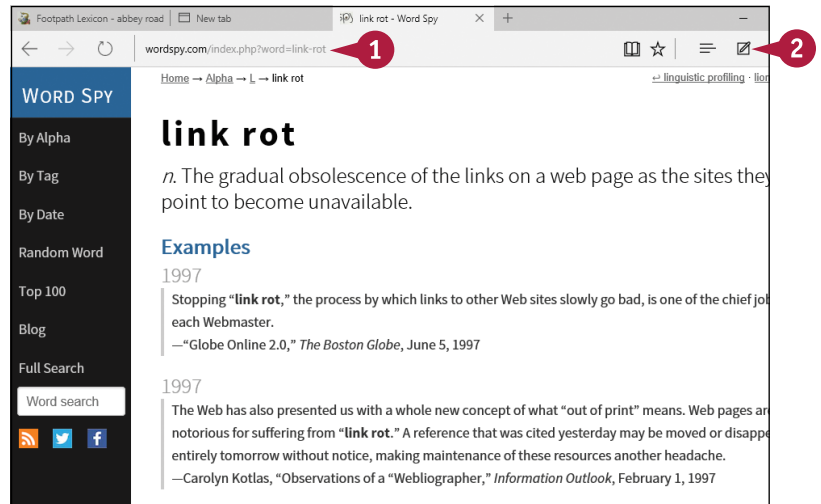 Footpath Lexicon - abbey road
New tab
link rot - Word Spy
wordspy.com/index.php?word=link-rot
1
2
WORD SPY
By Alpha
By Tag
By Date
Random Word
Top 100
Blog
Full Search
Word search
Home → Alpha → L → link rot
↩ linguistic profiling · lion
link rot
n. The gradual obsolescence of the links on a web page as the sites they
point to become unavailable.
Examples
1997
Stopping “link rot,” the process by which links to other Web sites slowly go bad, is one of the chief job
each Webmaster.
—“Globe Online 2.0,” The Boston Globe, June 5, 1997
1997
The Web has also presented us with a whole new concept of what “out of print” means. Web pages are
notorious for suffering from “link rot.” A reference that was cited yesterday may be moved or disappe
entirely tomorrow without notice, making maintenance of these resources another headache.
—Carolyn Kotlas, “Observations of a “Webliographer,” Information Outlook, February 1, 1997